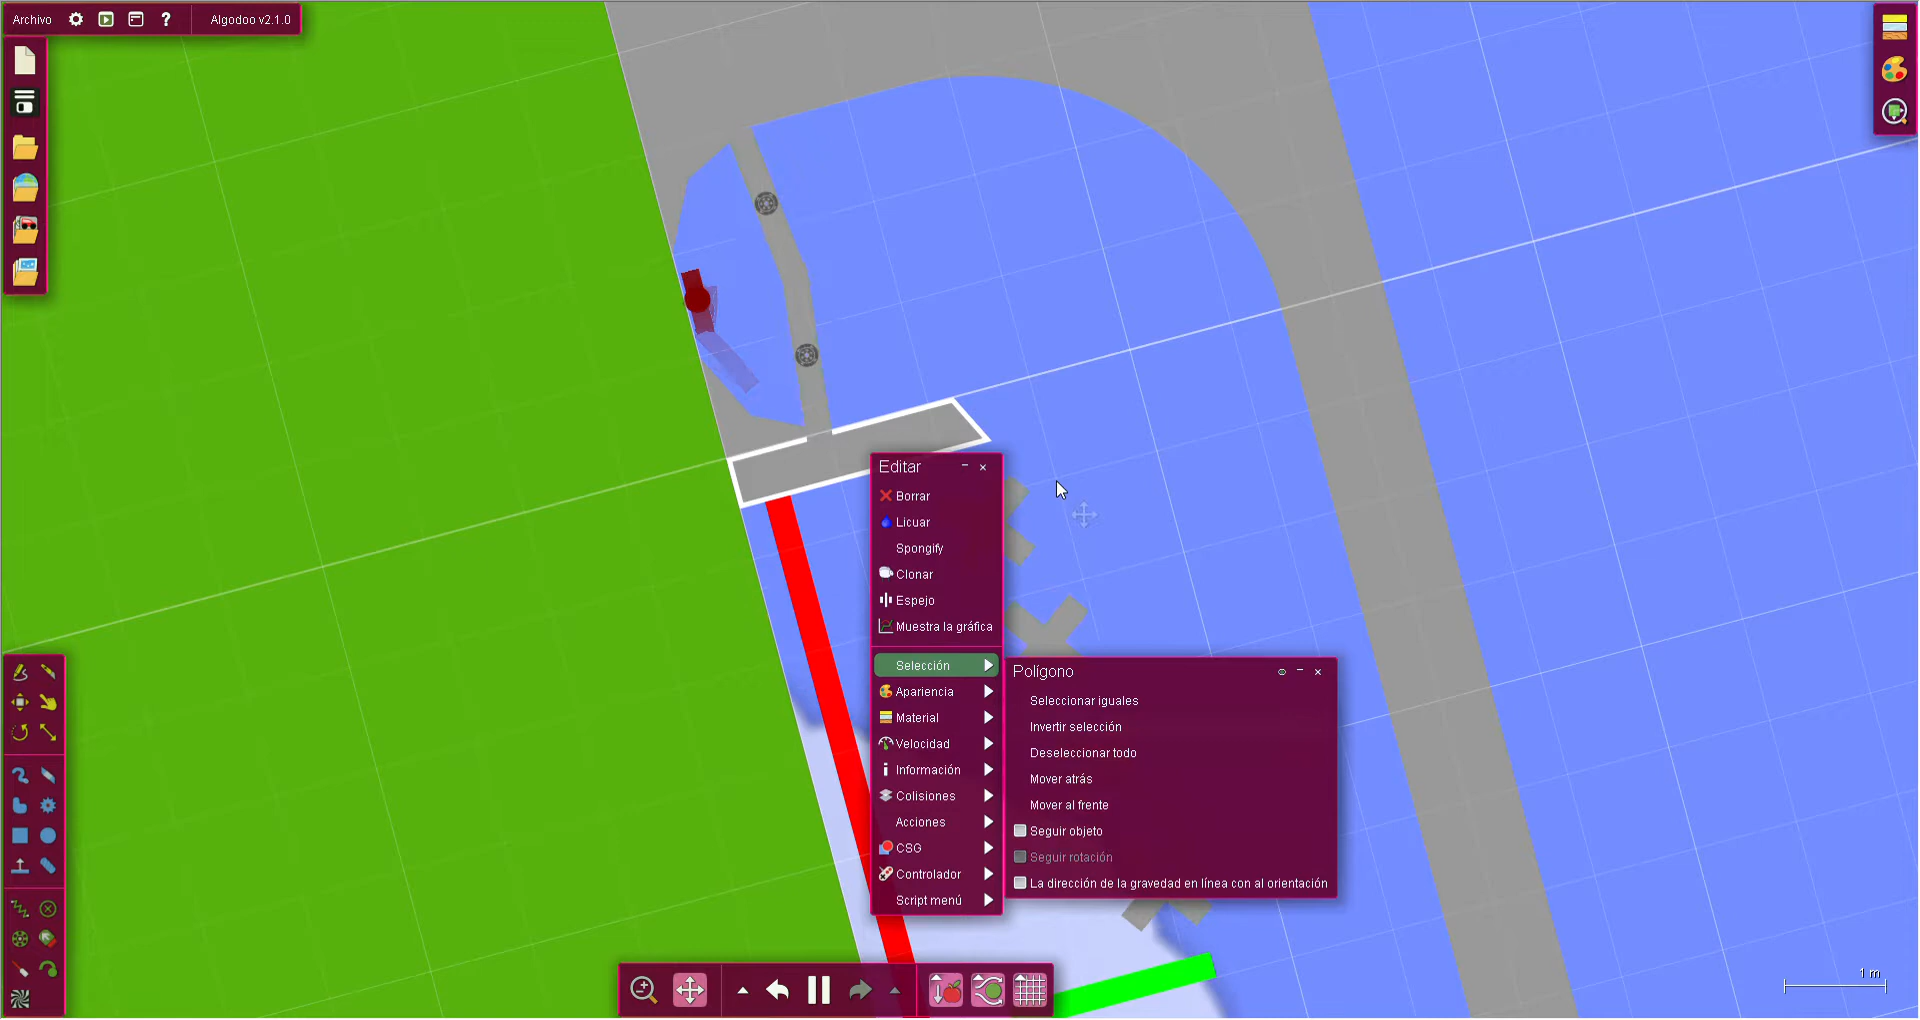 Archivo ? Algodoo v2.1.0
Editar
Borrar
Licuar
Spongify
Clonar
Espejo
Muestra la gráfica
Selección
Apariencia
Material
Velocidad
Información
Colisiones
Acciones
CSG
Controlador
Script menú
Polígono
Seleccionar iguales
Invertir selección
Deseleccionar todo
Mover atrás
Mover al frente
Seguir objeto
Seguir rotación
La dirección de la gravedad en línea con al orientación
1 m